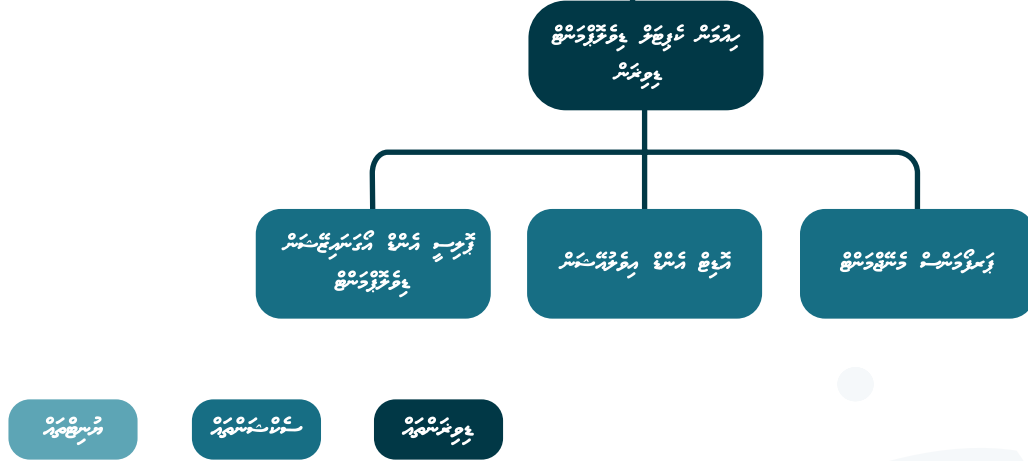 ހިއުމަން ކެޕިޓަލް ޑިވެލޮޕްމަންޓް
ޑިވިޜަން
ޕަރފޯމަންސް މެނޭޖްމަންޓް
އޮޑިޓް އެންޑް އިވެލުއޭޝަން
ޕޮލިސީ އެންޑް އޯގަނައިޒޭޝަން
ޑިވެލޮޕްމަންޓް
ޑިވިޜަންތައް
ސެކްޝަންތައް
ޔުނިޓްތައް